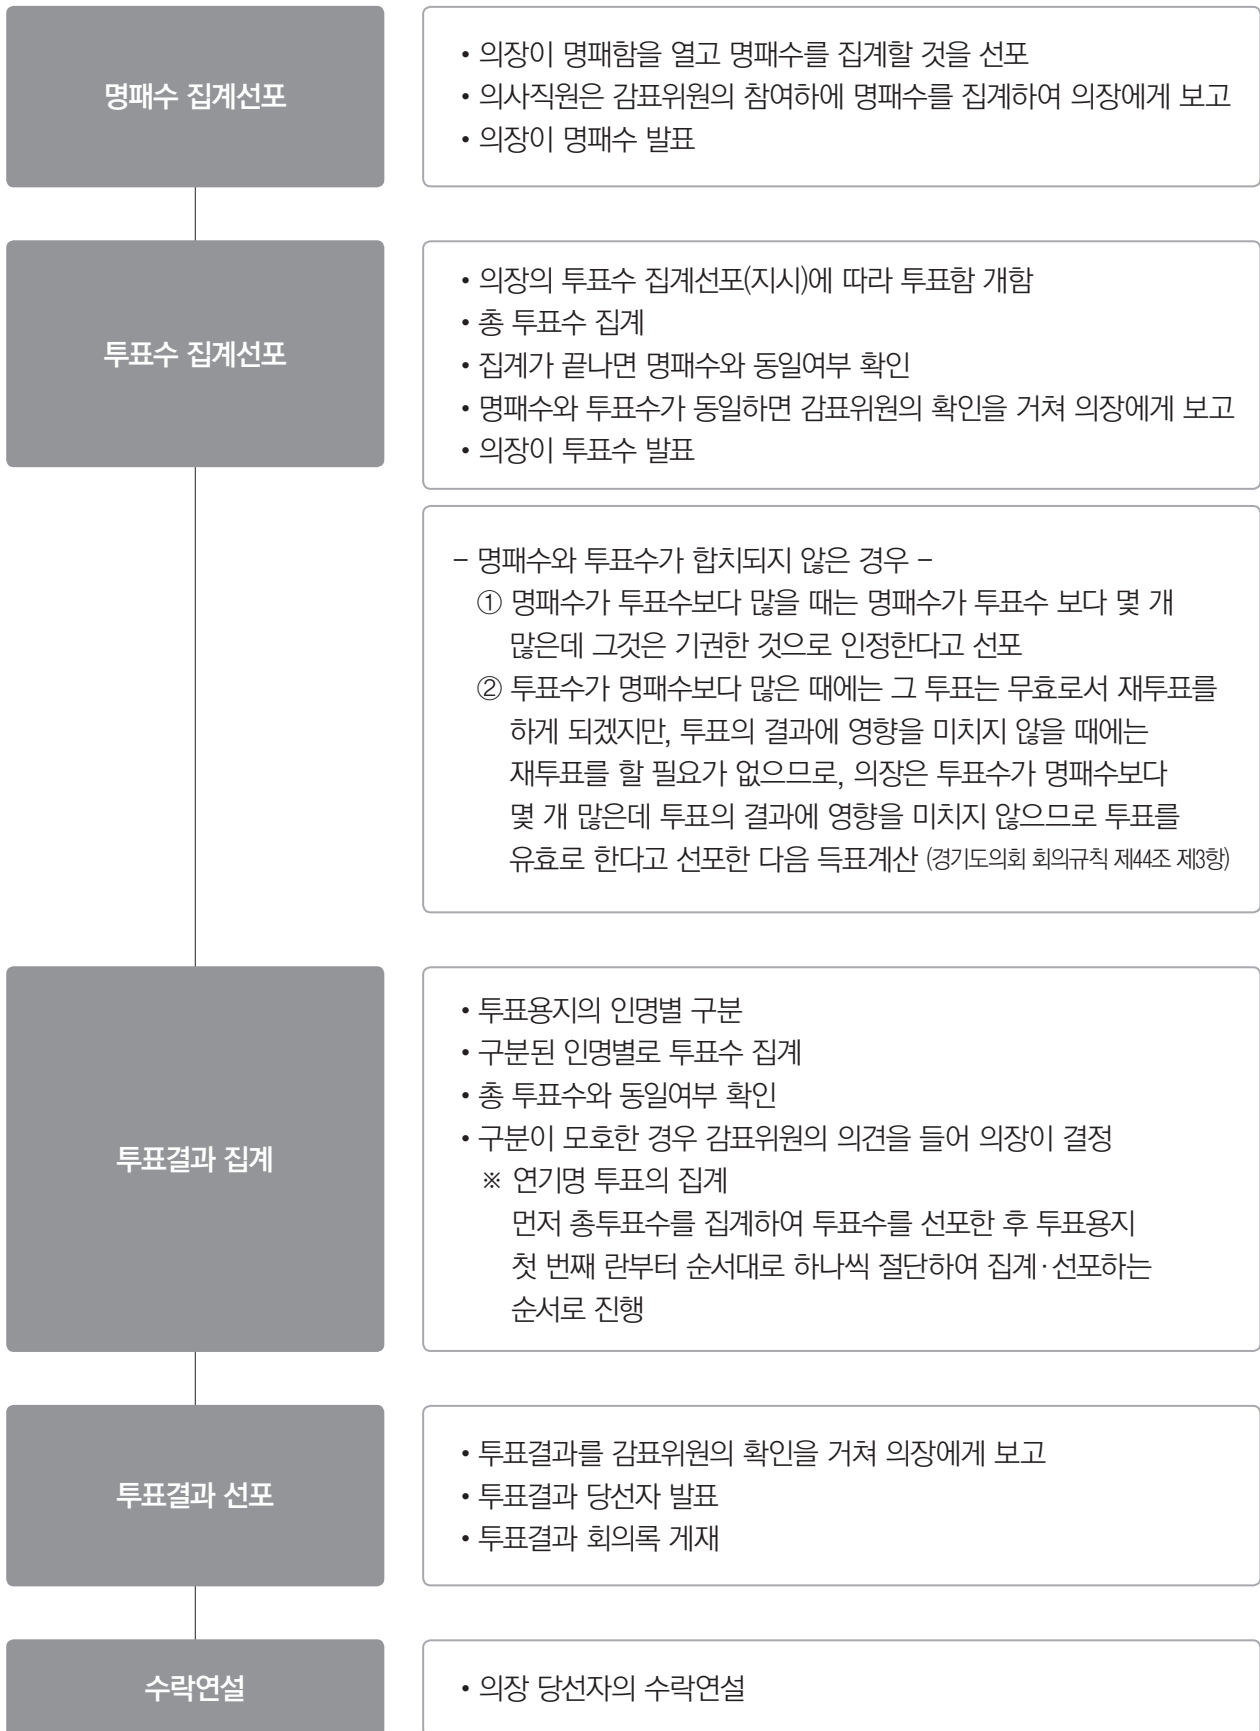 명패수 집계선포
• 의장이 명패함을 열고 명패수를 집계할 것을 선포
• 의사직원은 감표위원의 참여하에 명패수를 집계하여 의장에게 보고
• 의장이 명패수 발표
투표수 집계선포
• 의장의 투표수 집계선포(지시)에 따라 투표함 개함
• 총 투표수 집계
• 집계가 끝나면 명패수와 동일여부 확인
• 명패수와 투표수가 동일하면 감표위원의 확인을 거쳐 의장에게 보고
• 의장이 투표수 발표
- 명패수와 투표수가 합치되지 않은 경우 -
① 명패수가 투표수보다 많을 때는 명패수가 투표수 보다 몇 개
많은데 그것은 기권한 것으로 인정한다고 선포
② 투표수가 명패수보다 많은 때에는 그 투표는 무효로서 재투표를
하게 되겠지만, 투표의 결과에 영향을 미치지 않을 때에는
재투표를 할 필요가 없으므로, 의장은 투표수가 명패수보다
몇 개 많은데 투표의 결과에 영향을 미치지 않으므로 투표를
유효로 한다고 선포한 다음 득표계산 (경기도의회 회의규칙 제44조 제3항)
투표결과 집계
• 투표용지의 인명별 구분
• 구분된 인명별로 투표수 집계
• 총 투표수와 동일여부 확인
• 구분이 모호한 경우 감표위원의 의견을 들어 의장이 결정
※ 연기명 투표의 집계
먼저 총투표수를 집계하여 투표수를 선포한 후 투표용지
첫 번째 란부터 순서대로 하나씩 절단하여 집계·선포하는
순서로 진행
투표결과 선포
• 투표결과를 감표위원의 확인을 거쳐 의장에게 보고
• 투표결과 당선자 발표
• 투표결과 회의록 게재
수락연설
• 의장 당선자의 수락연설